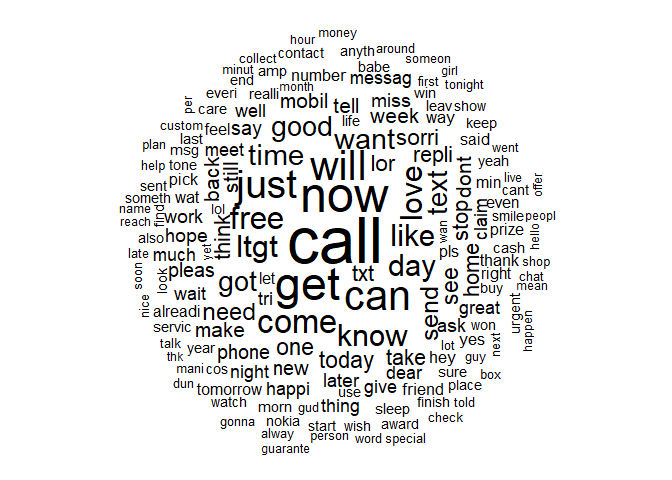 money
hour
collect contact anyth around
minut amp number babe someon
end month messag first girl
everi realli mobil tell miss win tonight
per care well life week leav show
custom feel say good want sorri way keep
last time will lor repli said
plan msg meet still just now love text dont went
help tone back call like stop yeah
sent pick think free get can min live offer
someth wat lol ltgt day claim cant
name work got txt wan even
reach find hope let see home prize smile peopl
also much yet tri send pls cash hello
late look pleas need come know thank shop
soon wait ask right chat
nice alreadi make one great buy mean
servic phone today take lot won urgent
talk year new hey yes next happen
thk mani cos night later dear sure guy box
dun tomorrow happi use give friend place
watch morn gud thing sleep finish told
gonna nokia start wish award check
alway person word special
guarante